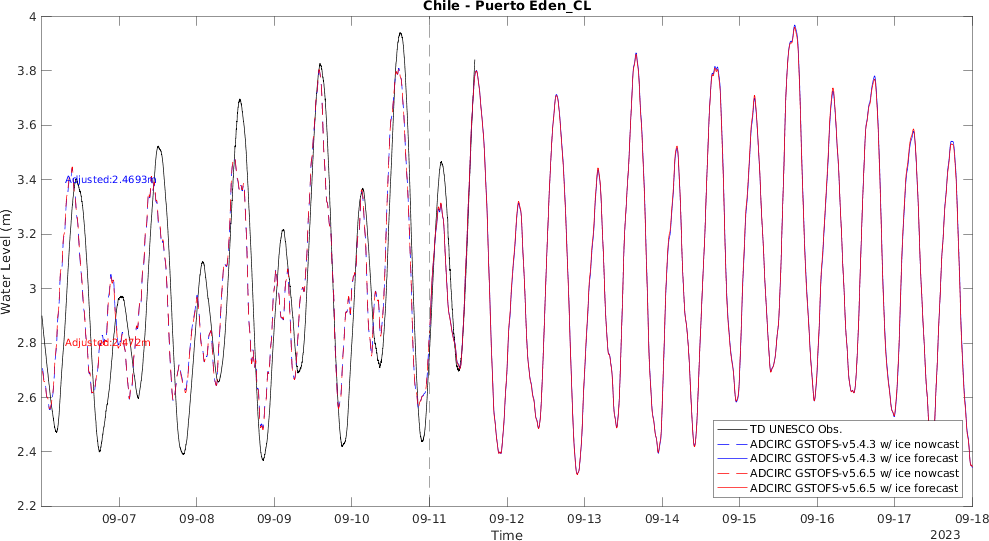 Chile - Puerto Eden_CL
4
3.8
3.6
3.4
3.2
3
2.8
2.6
2.4
2.2
Water Level (m)
Adjusted:2.4693m
Adjusted:2.472m
TD UNESCO Obs.
ADCIRC GSTOFS-v5.4.3 w/ ice nowcast
ADCIRC GSTOFS-v5.4.3 w/ ice forecast
ADCIRC GSTOFS-v5.6.5 w/ ice nowcast
ADCIRC GSTOFS-v5.6.5 w/ ice forecast
09-07 09-08 09-09 09-10 09-11 09-12 09-13 09-14 09-15 09-16 09-17 09-18
Time
2023